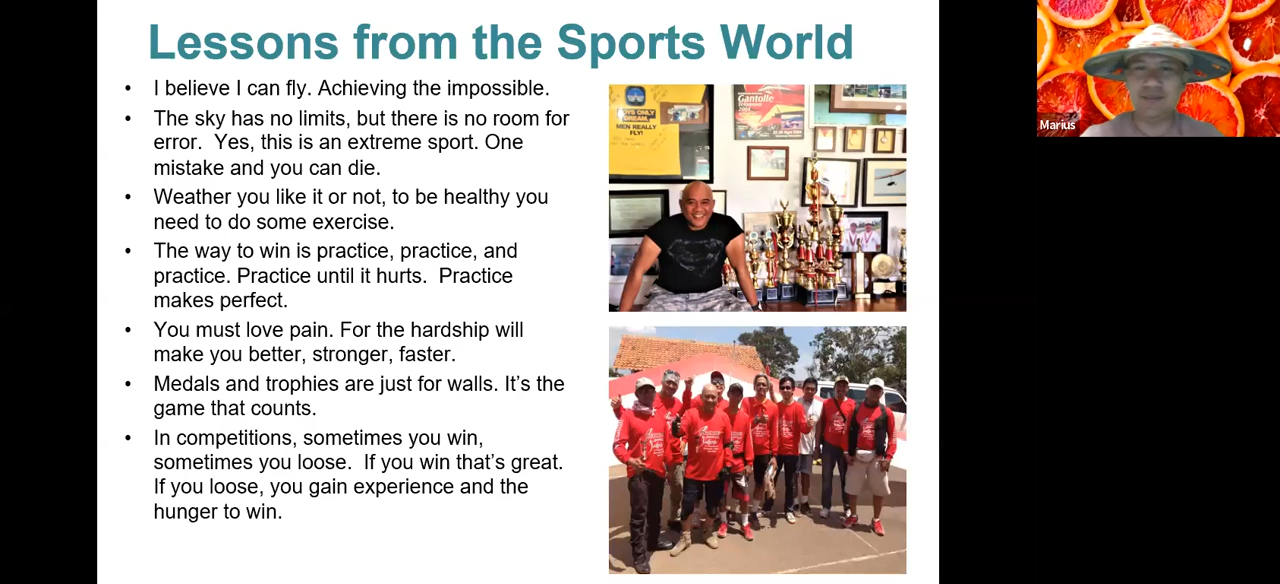 Lessons from the Sports World
• I believe I can fly. Achieving the impossible.
• The sky has no limits, but there is no room for
error.  Yes, this is an extreme sport. One
mistake and you can die.
• Weather you like it or not, to be healthy you
need to do some exercise.
• The way to win is practice, practice, and
practice. Practice until it hurts.  Practice
makes perfect.
• You must love pain. For the hardship will
make you better, stronger, faster.
• Medals and trophies are just for walls. It’s the
game that counts.
• In competitions, sometimes you win,
sometimes you loose.  If you win that’s great.
If you loose, you gain experience and the
hunger to win.
BOYS ONLY
DREAM.
MEN REALLY
FLY!
Gantolle
Marius